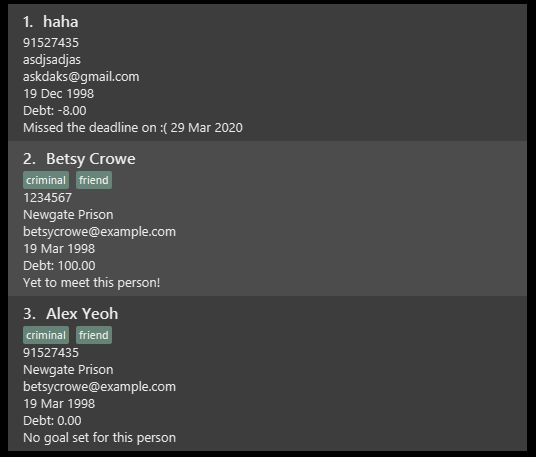 1. haha
91527435
asdjsadjas
askdaks@gmail.com
19 Dec 1998
Debt: -8.00
Missed the deadline on :( 29 Mar 2020
2. Betsy Crowe
criminal friend
1234567
Newgate Prison
betsycrowe@example.com
19 Mar 1998
Debt: 100.00
Yet to meet this person!
3. Alex Yeoh
criminal friend
91527435
Newgate Prison
betsycrowe@example.com
19 Mar 1998
Debt: 0.00
No goal set for this person